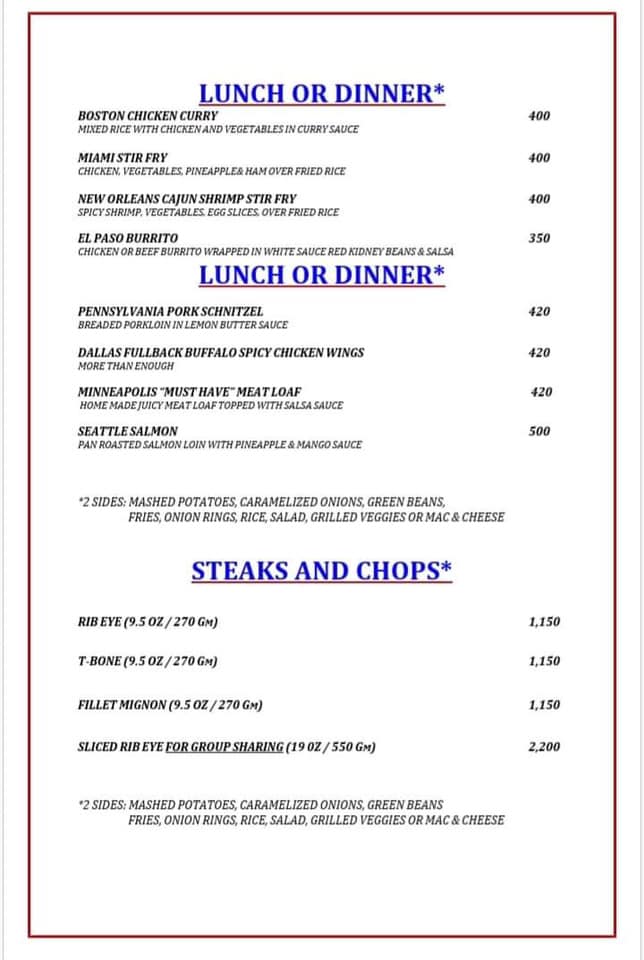 LUNCH OR DINNER*
BOSTON CHICKEN CURRY 400
MIXED RICE WITH CHICKEN AND VEGETABLES IN CURRY SAUCE
MIAMI STIR FRY 400
CHICKEN, VEGETABLES, PINEAPPLE& HAM OVER FRIED RICE
NEW ORLEANS CAJUN SHRIMP STIR FRY 400
SPICY SHRIMP, VEGETABLES, EGG SLICES, OVER FRIED RICE
EL PASO BURRITO 350
CHICKEN OR BEEF BURRITO WRAPPED IN WHITE SAUCE RED KIDNEY BEANS & SALSA
LUNCH OR DINNER*
PENNSYLVANIA PORK SCHNITZEL 420
BREADED PORKLOIN IN LEMON BUTTER SAUCE
DALLAS FULLBACK BUFFALO SPICY CHICKEN WINGS 420
MORE THAN ENOUGH
MINNEAPOLIS "MUST HAVE" MEAT LOAF 420
HOME MADE JUICY MEAT LOAF TOPPED WITH SALSA SAUCE
SEATTLE SALMON 500
PAN ROASTED SALMON LOIN WITH PINEAPPLE & MANGO SAUCE
*2 SIDES: MASHED POTATOES, CARAMELIZED ONIONS, GREEN BEANS,
FRIES, ONION RINGS, RICE, SALAD, GRILLED VEGGIES OR MAC & CHEESE
STEAKS AND CHOPS*
RIB EYE (9.5 OZ / 270 GM) 1,150
T-BONE (9.5 OZ / 270 GM) 1,150
FILLET MIGNON (9.5 OZ / 270 GM) 1,150
SLICED RIB EYE FOR GROUP SHARING (19 OZ / 550 GM) 2,200
*2 SIDES: MASHED POTATOES, CARAMELIZED ONIONS, GREEN BEANS
FRIES, ONION RINGS, RICE, SALAD, GRILLED VEGGIES OR MAC & CHEESE